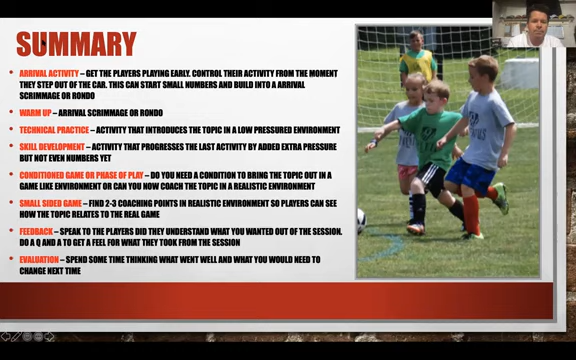 SUMMARY
ARRIVAL ACTIVITY – GET THE PLAYERS PLAYING EARLY. CONTROL THEIR ACTIVITY FROM THE MOMENT
THEY STEP OUT OF THE CAR. THIS CAN START SMALL NUMBERS AND BUILD INTO A ARRIVAL
SCRIMMAGE OR RONDO
WARM UP – ARRIVAL SCRIMMAGE OR RONDO
TECHNICAL PRACTICE – ACTIVITY THAT INTRODUCES THE TOPIC IN A LOW PRESSURED ENVIRONMENT
SKILL DEVELOPMENT – ACTIVITY THAT PROGRESSES THE LAST ACTIVITY BY ADDED EXTRA PRESSURE
BUT NOT EVEN NUMBERS YET
CONDITIONED GAME OR PHASE OF PLAY – DO YOU NEED A CONDITION TO BRING THE TOPIC OUT IN A
GAME LIKE ENVIRONMENT OR CAN YOU NOW COACH THE TOPIC IN A REALISTIC ENVIRONMENT
SMALL SIDED GAME – FIND 2-3 COACHING POINTS IN REALISTIC ENVIRONMENT SO PLAYERS CAN SEE
HOW THE TOPIC RELATES TO THE REAL GAME
FEEDBACK – SPEAK TO THE PLAYERS DID THEY UNDERSTAND WHAT YOU WANTED OUT OF THE SESSION.
DO A Q AND A TO GET A FEEL FOR WHAT THEY TOOK FROM THE SESSION
EVALUATION – SPEND SOME TIME THINKING WHAT WENT WELL AND WHAT YOU WOULD NEED TO
CHANGE NEXT TIME